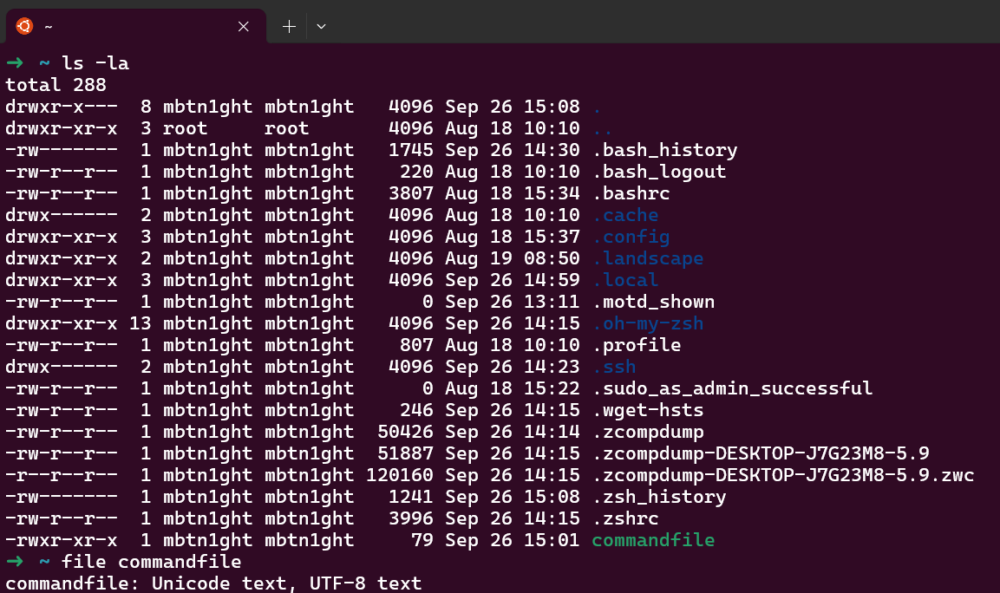 ~
➜ ~ ls -la
total 288
drwxr-x---  8 mbtn1ght mbtn1ght   4096 Sep 26 15:08 .
drwxr-xr-x  3 root     root       4096 Aug 18 10:10 ..
-rw-------  1 mbtn1ght mbtn1ght   1745 Sep 26 14:30 .bash_history
-rw-r--r--  1 mbtn1ght mbtn1ght    220 Aug 18 10:10 .bash_logout
-rw-r--r--  1 mbtn1ght mbtn1ght   3807 Aug 18 15:34 .bashrc
drwx------  2 mbtn1ght mbtn1ght   4096 Aug 18 10:10 .cache
drwxr-xr-x  3 mbtn1ght mbtn1ght   4096 Aug 18 15:37 .config
drwxr-xr-x  2 mbtn1ght mbtn1ght   4096 Aug 19 08:50 .landscape
drwxr-xr-x  3 mbtn1ght mbtn1ght   4096 Sep 26 14:59 .local
-rw-r--r--  1 mbtn1ght mbtn1ght      0 Sep 26 13:11 .motd_shown
drwxr-xr-x 13 mbtn1ght mbtn1ght   4096 Sep 26 14:15 .oh-my-zsh
-rw-r--r--  1 mbtn1ght mbtn1ght    807 Aug 18 10:10 .profile
drwx------  2 mbtn1ght mbtn1ght   4096 Sep 26 14:23 .ssh
-rw-r--r--  1 mbtn1ght mbtn1ght      0 Aug 18 15:22 .sudo_as_admin_successful
-rw-r--r--  1 mbtn1ght mbtn1ght    246 Sep 26 14:15 .wget-hsts
-rw-r--r--  1 mbtn1ght mbtn1ght  50426 Sep 26 14:14 .zcompdump
-rw-r--r--  1 mbtn1ght mbtn1ght  51887 Sep 26 14:15 .zcompdump-DESKTOP-J7G23M8-5.9
-r--r--r--  1 mbtn1ght mbtn1ght 120160 Sep 26 14:15 .zcompdump-DESKTOP-J7G23M8-5.9.zwc
-rw-------  1 mbtn1ght mbtn1ght   1241 Sep 26 15:08 .zsh_history
-rw-r--r--  1 mbtn1ght mbtn1ght   3996 Sep 26 14:15 .zshrc
-rwxr-xr-x  1 mbtn1ght mbtn1ght     79 Sep 26 15:01 commandfile
➜ ~ file commandfile
commandfile: Unicode text, UTF-8 text